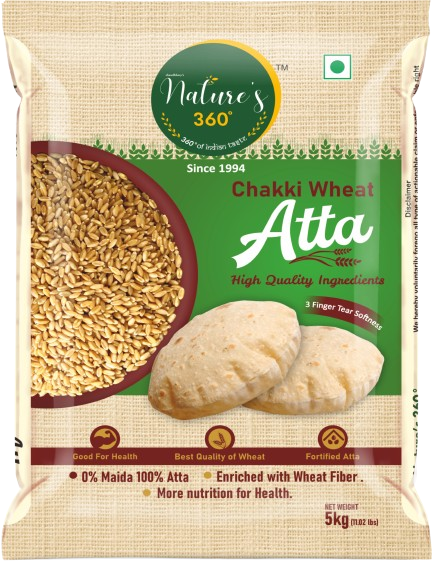 Nature's
TM
360°
360° of Indian taste
Since 1994
Chakki Wheat
Atta
High Quality Ingredients
3 Finger Tear Softness
Good For Health
Best Quality of Wheat
Fortified Atta
0% Maida 100% Atta
Enriched with Wheat Fiber .
More nutrition for Health.
NET WEIGHT
5kg (11.02 lbs)
Disclaimer